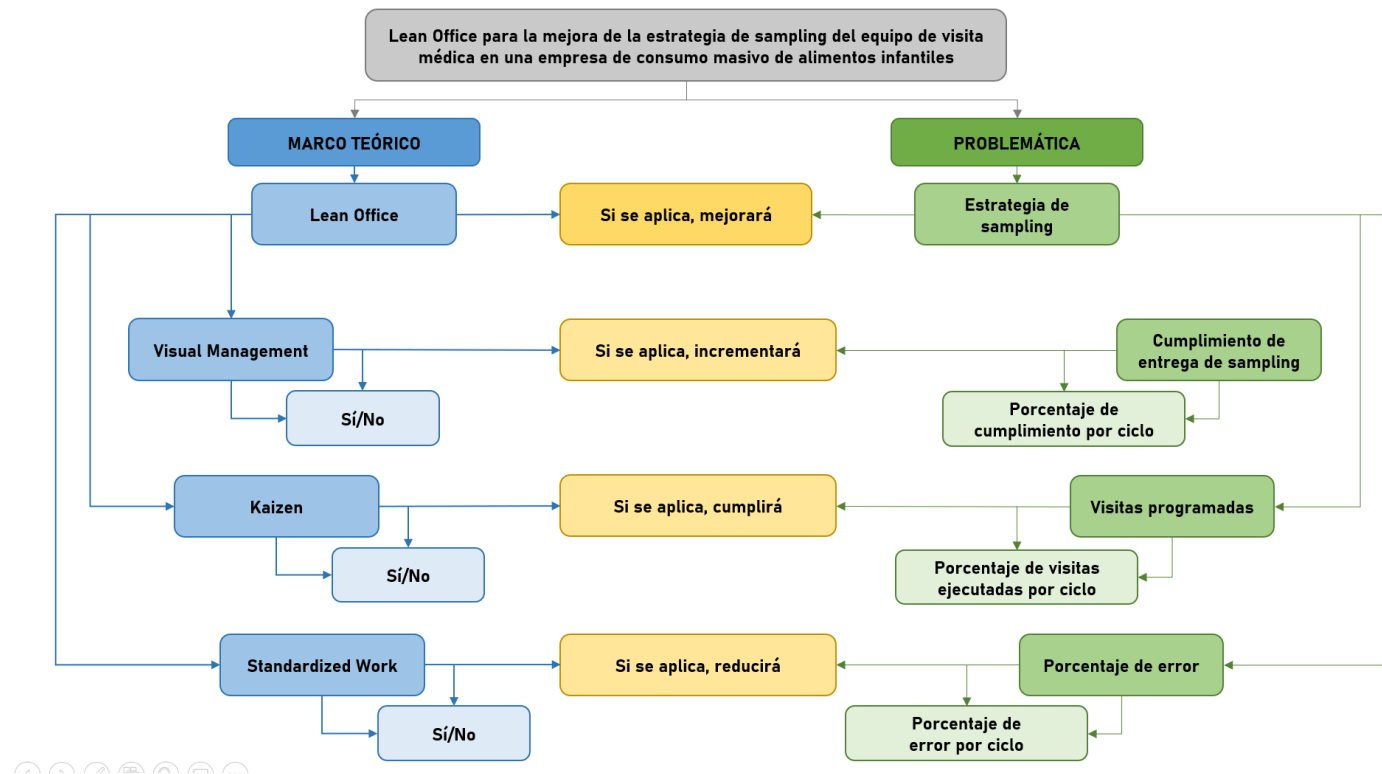 Lean Office para la mejora de la estrategia de sampling del equipo de visita
médica en una empresa de consumo masivo de alimentos infantiles
MARCO TEÓRICO
PROBLEMÁTICA
Lean Office
Si se aplica, mejorará
Estrategia de
sampling
Visual Management
Si se aplica, incrementará
Cumplimiento de
entrega de sampling
Sí/No
Porcentaje de
cumplimiento por ciclo
Kaizen
Si se aplica, cumplirá
Visitas programadas
Sí/No
Porcentaje de visitas
ejecutadas por ciclo
Standardized Work
Si se aplica, reducirá
Porcentaje de error
Sí/No
Porcentaje de
error por ciclo